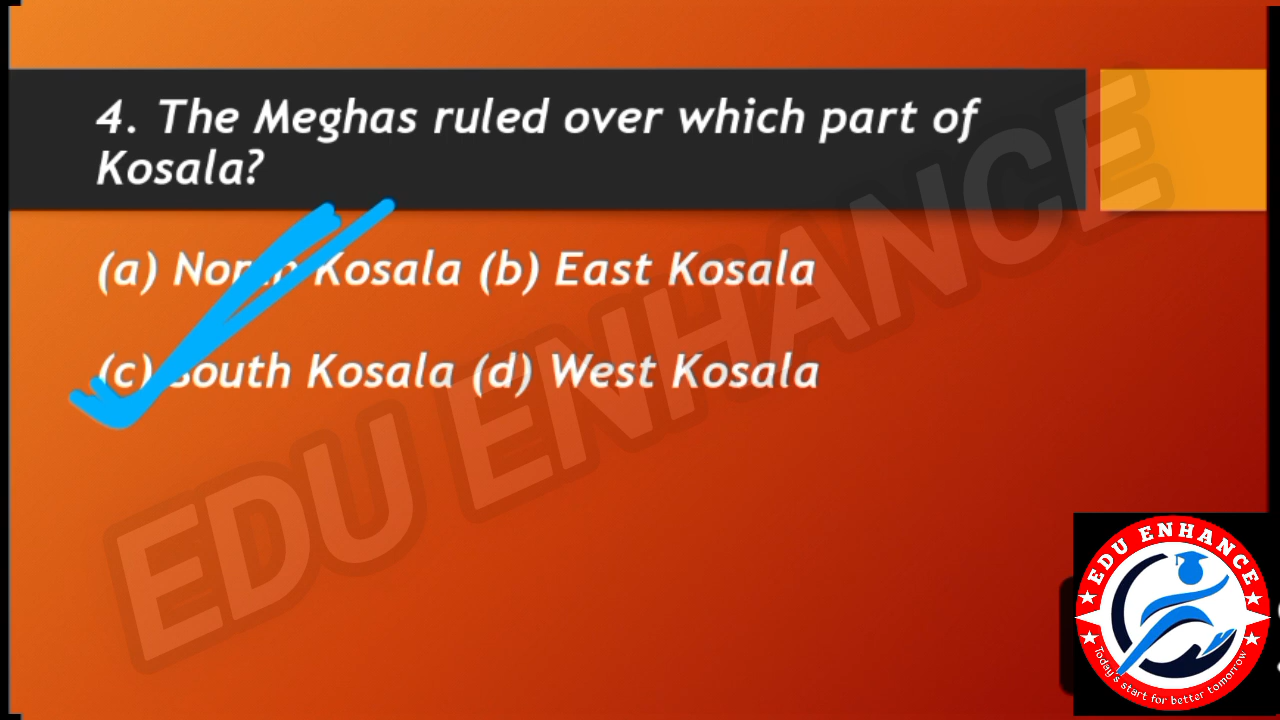 4. The Meghas ruled over which part of
Kosala?
(a) North Kosala (b) East Kosala
(c) South Kosala (d) West Kosala
EDU ENHANCE
EDU ENHANCE
Today's start for better tomorrow